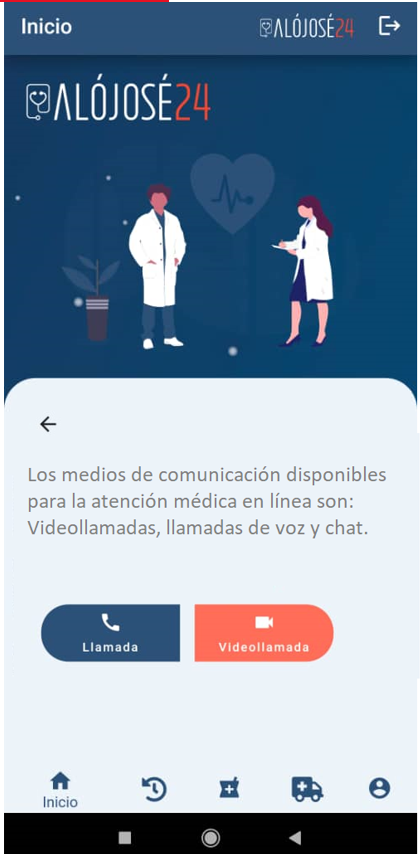 Inicio
ALÓJOSÉ24
ALÓJOSÉ24
Los medios de comunicación disponibles
para la atención médica en línea son:
Videollamadas, llamadas de voz y chat.
Llamada
Videollamada
Inicio